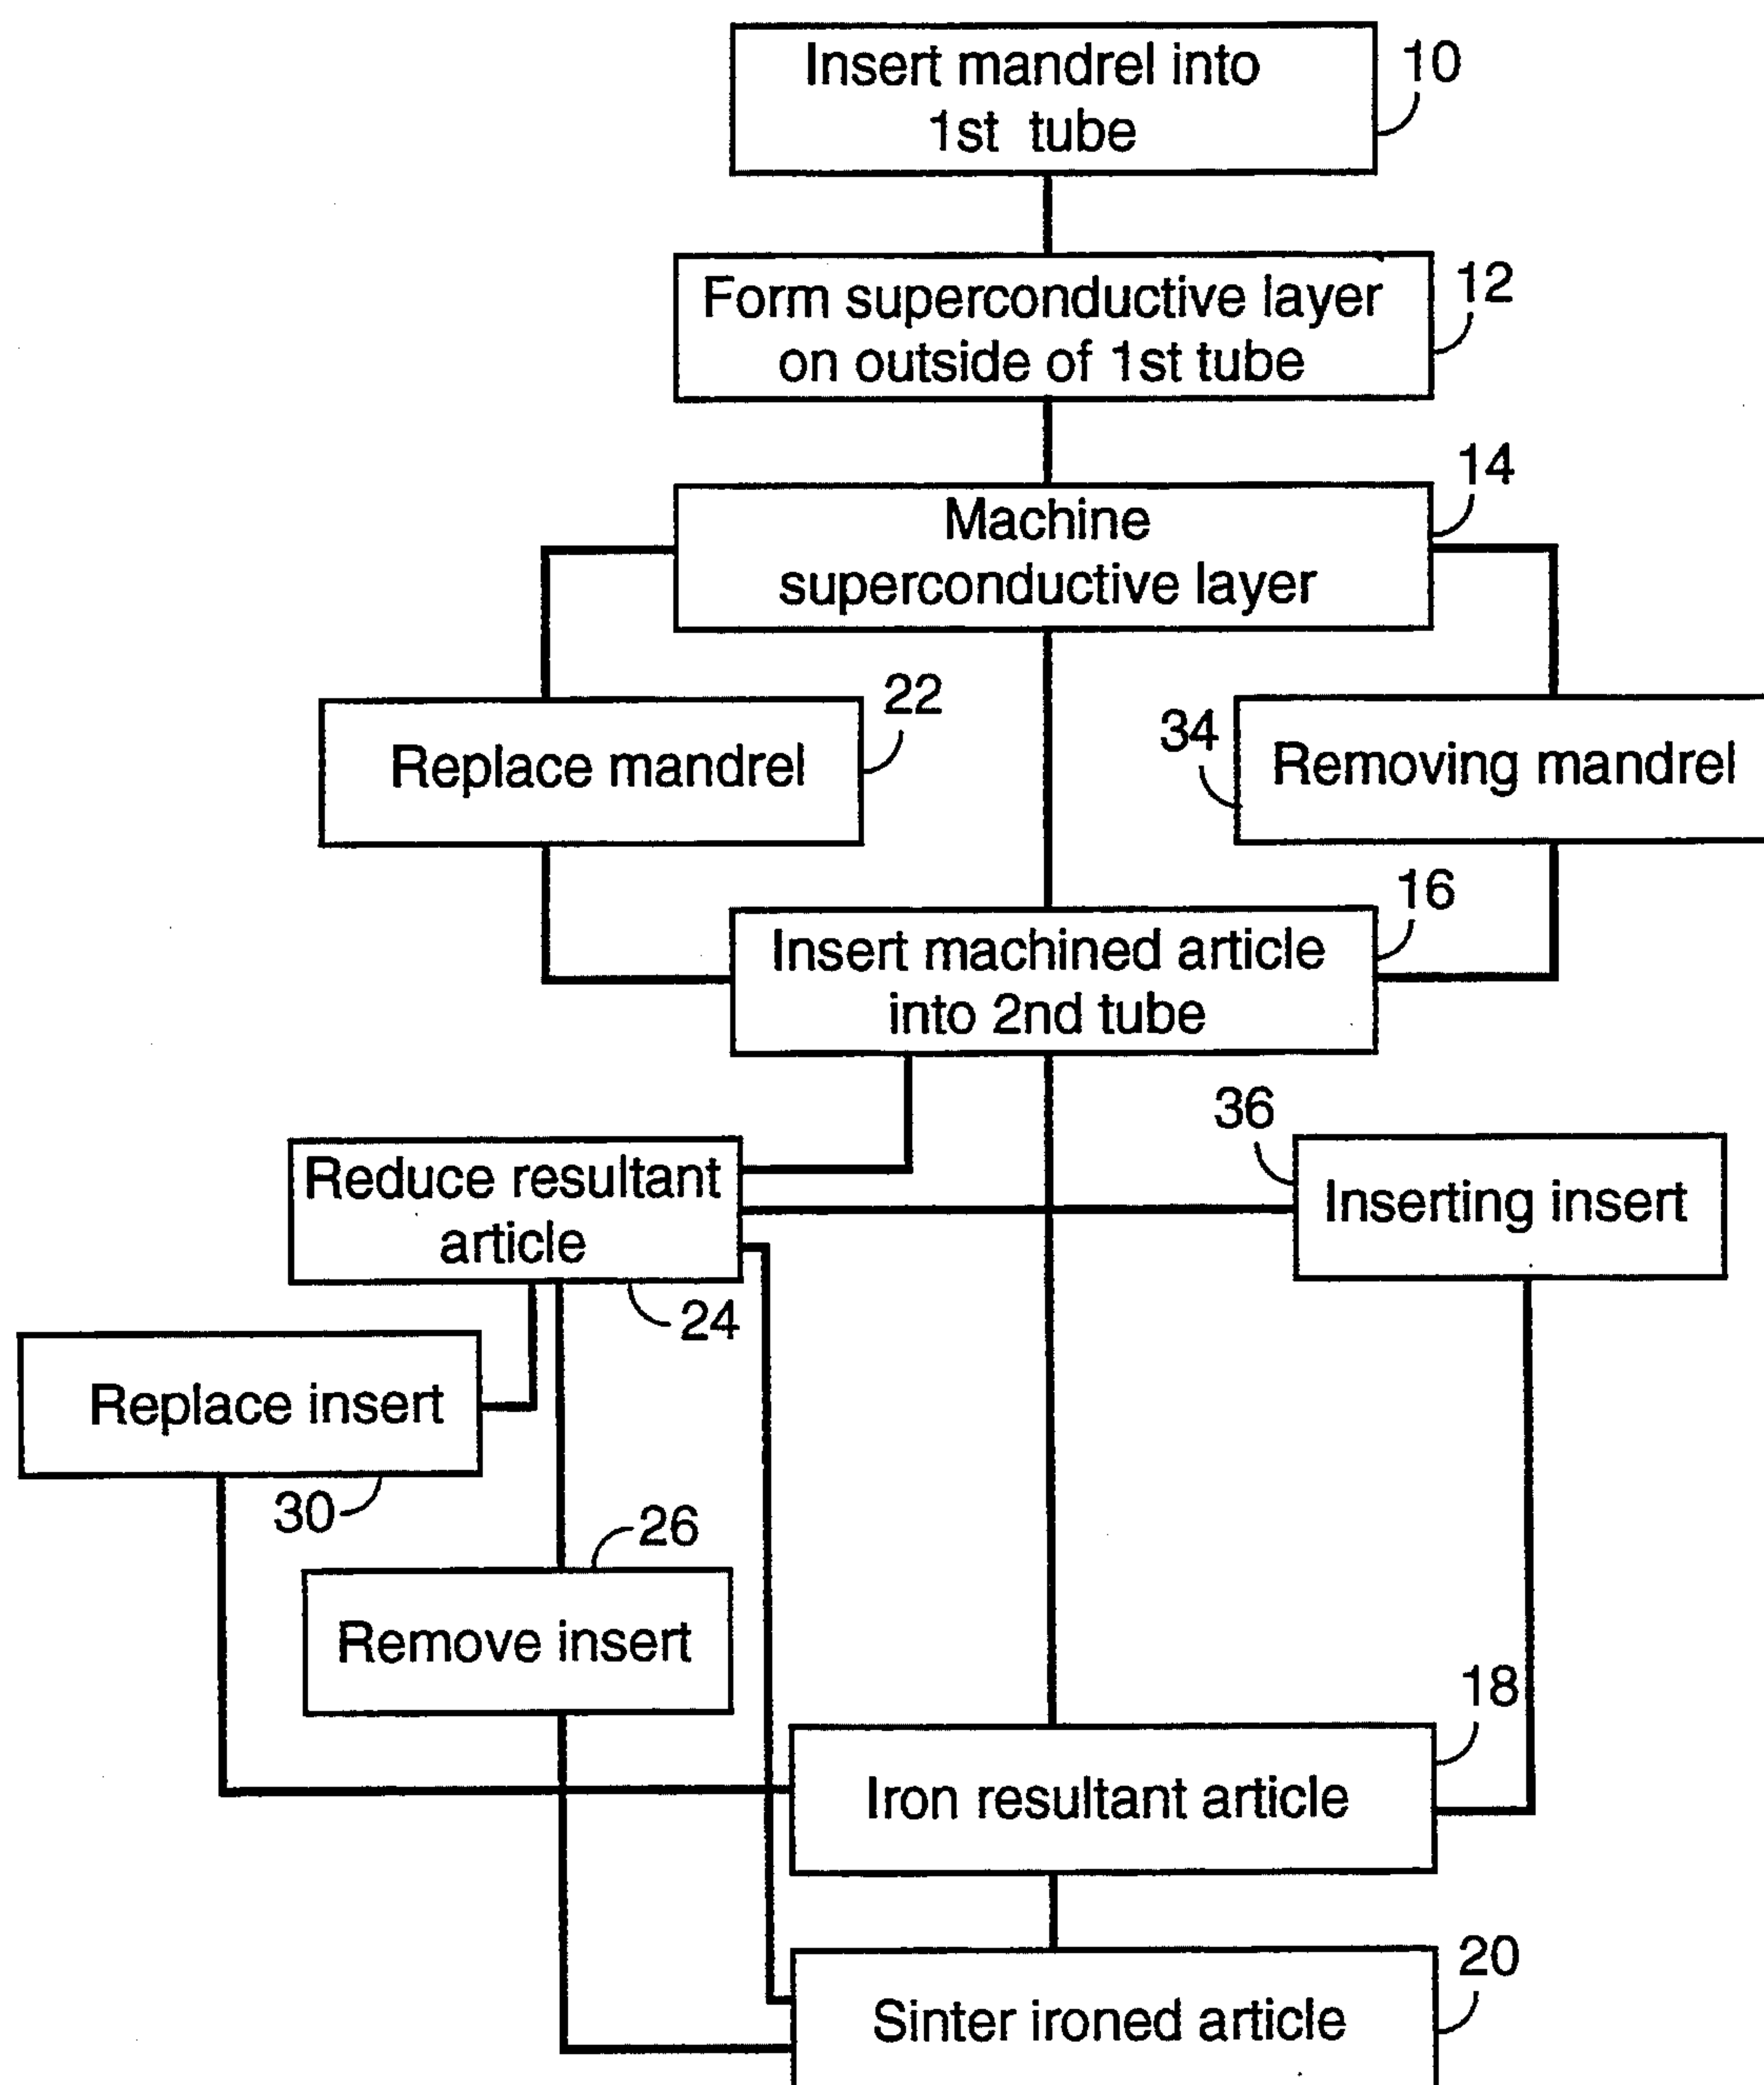 Insert mandrel into
1st tube
10
Form superconductive layer
on outside of 1st tube
12
14
Machine
superconductive layer
22
Replace mandrel
34
Removing mandrel
16
Insert machined article
into 2nd tube
36
Reduce resultant
article
24
Inserting insert
Replace insert
30
26
Remove insert
18
Iron resultant article
20
Sinter ironed article